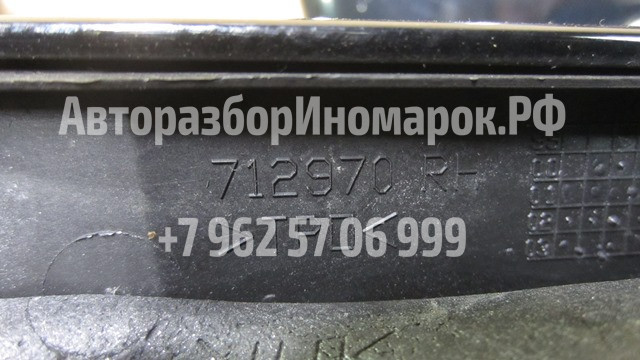 АвторазборИномарок.РФ
712970 RH
+7 962 5706 999